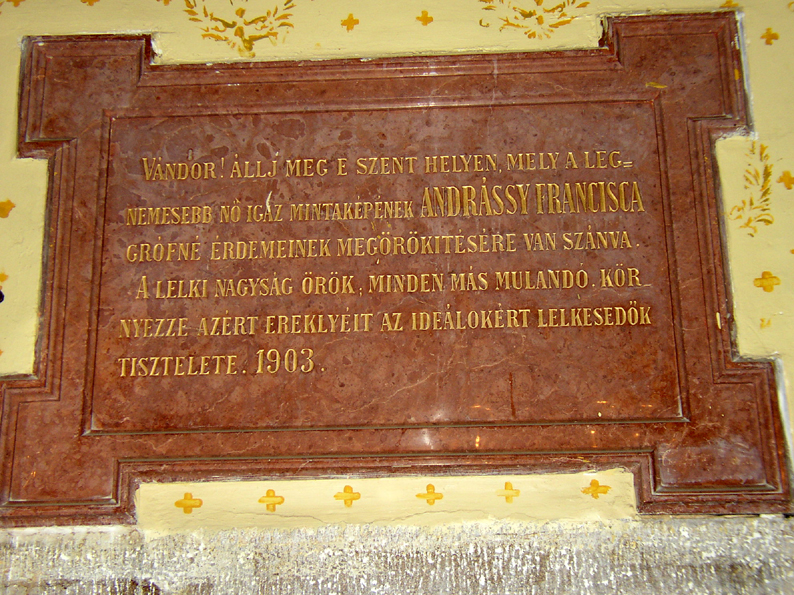 VÁNDOR! ÁLLJ MEG E SZENT HELYEN, MELY A LEG=
NEMESEBB NŐ IGAZ MINTAKÉPÉNEK ANDRÁSSY FRANCISCA
GRÓFNÉ ÉRDEMEINEK MEGÖRÖKITÉSÉRE VAN SZÁNVA.
A LELKI NAGYSÁG ÖRÖK, MINDEN MÁS MULANDÓ. KÖR-
NYEZZE AZÉRT EREKLYÉIT AZ IDEÁLOKÉRT LELKESEDŐK
TISZTELETE. 1903.